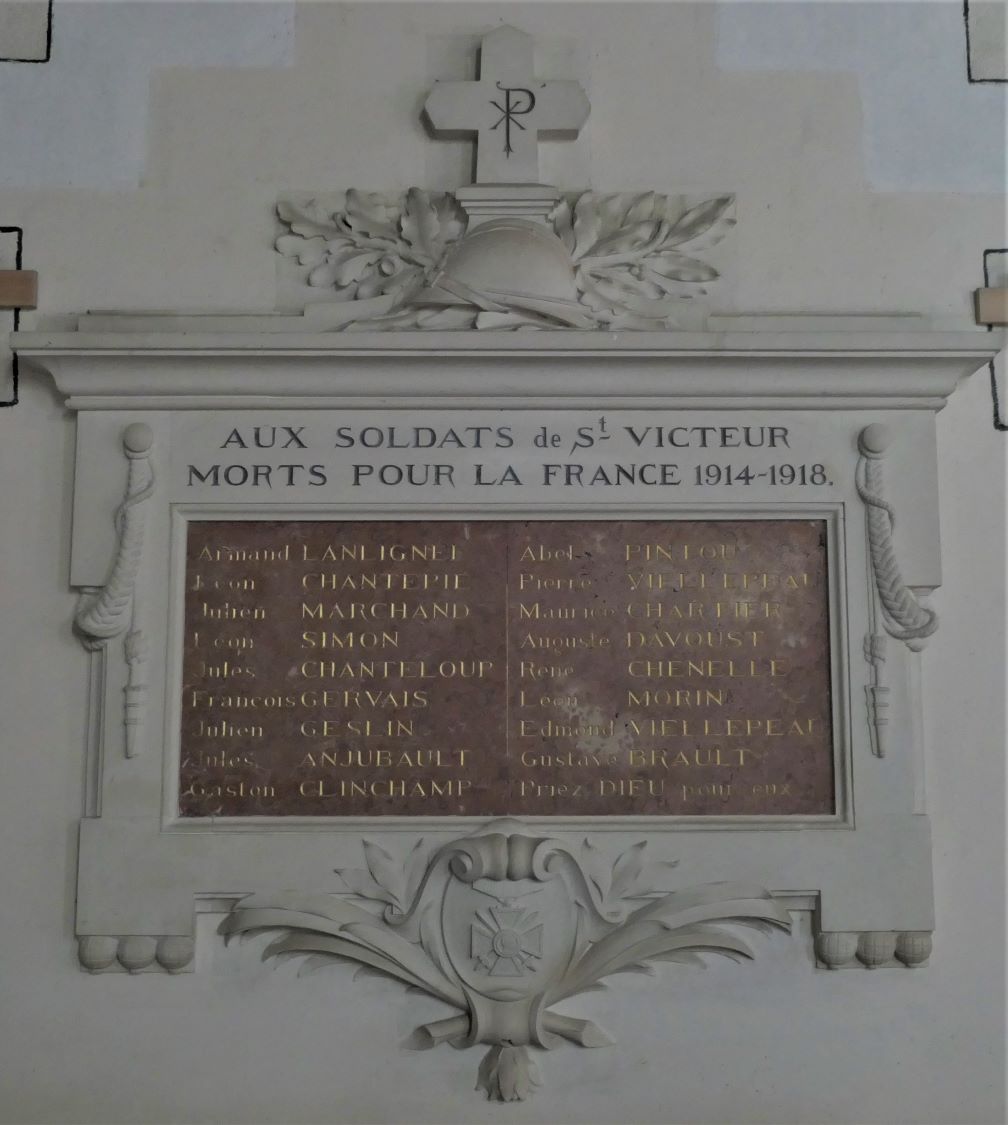 AUX SOLDATS de St VICTEUR
MORTS POUR LA FRANCE 1914-1918.
Armand LANLIGNEL
Léon CHANTEPIE
Julien MARCHAND
Léon SIMON
Jules CHANTELOUP
François GERVAIS
Julien GESLIN
Jules ANJUBAULT
Gaston CLINCHAMP
Abel PINTOU
Pierre VIELLEPEAU
Maurice CHARTIER
Auguste DAVOUST
René CHENELLE
Léon MORIN
Edmond VIELLEPEAU
Gustave BRAULT
Priez DIEU pour eux